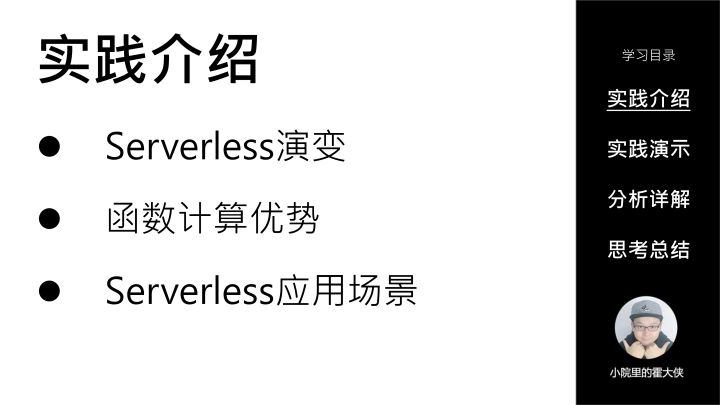 实践介绍
● Serverless演变
● 函数计算优势
● Serverless应用场景
学习目录
实践介绍
实践演示
分析详解
思考总结
小院里的霍大侠